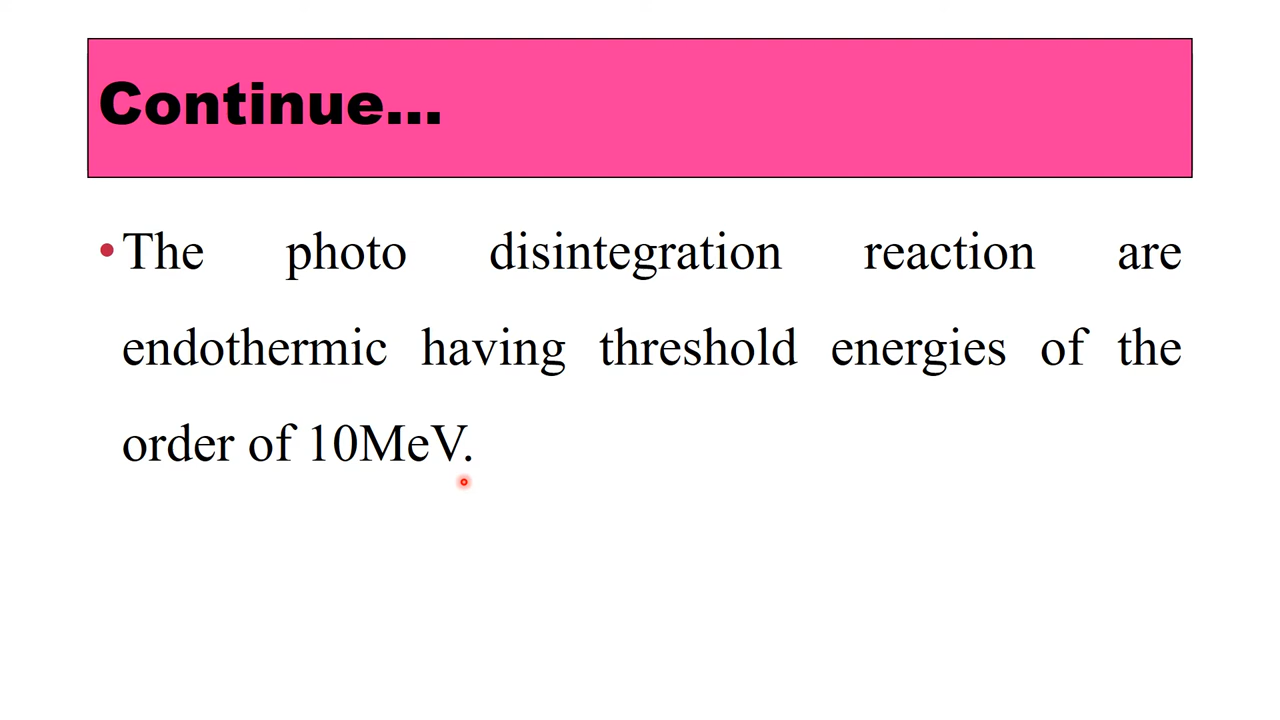 Continue...
•The photo disintegration reaction are
endothermic having threshold energies of the
order of 10MeV.